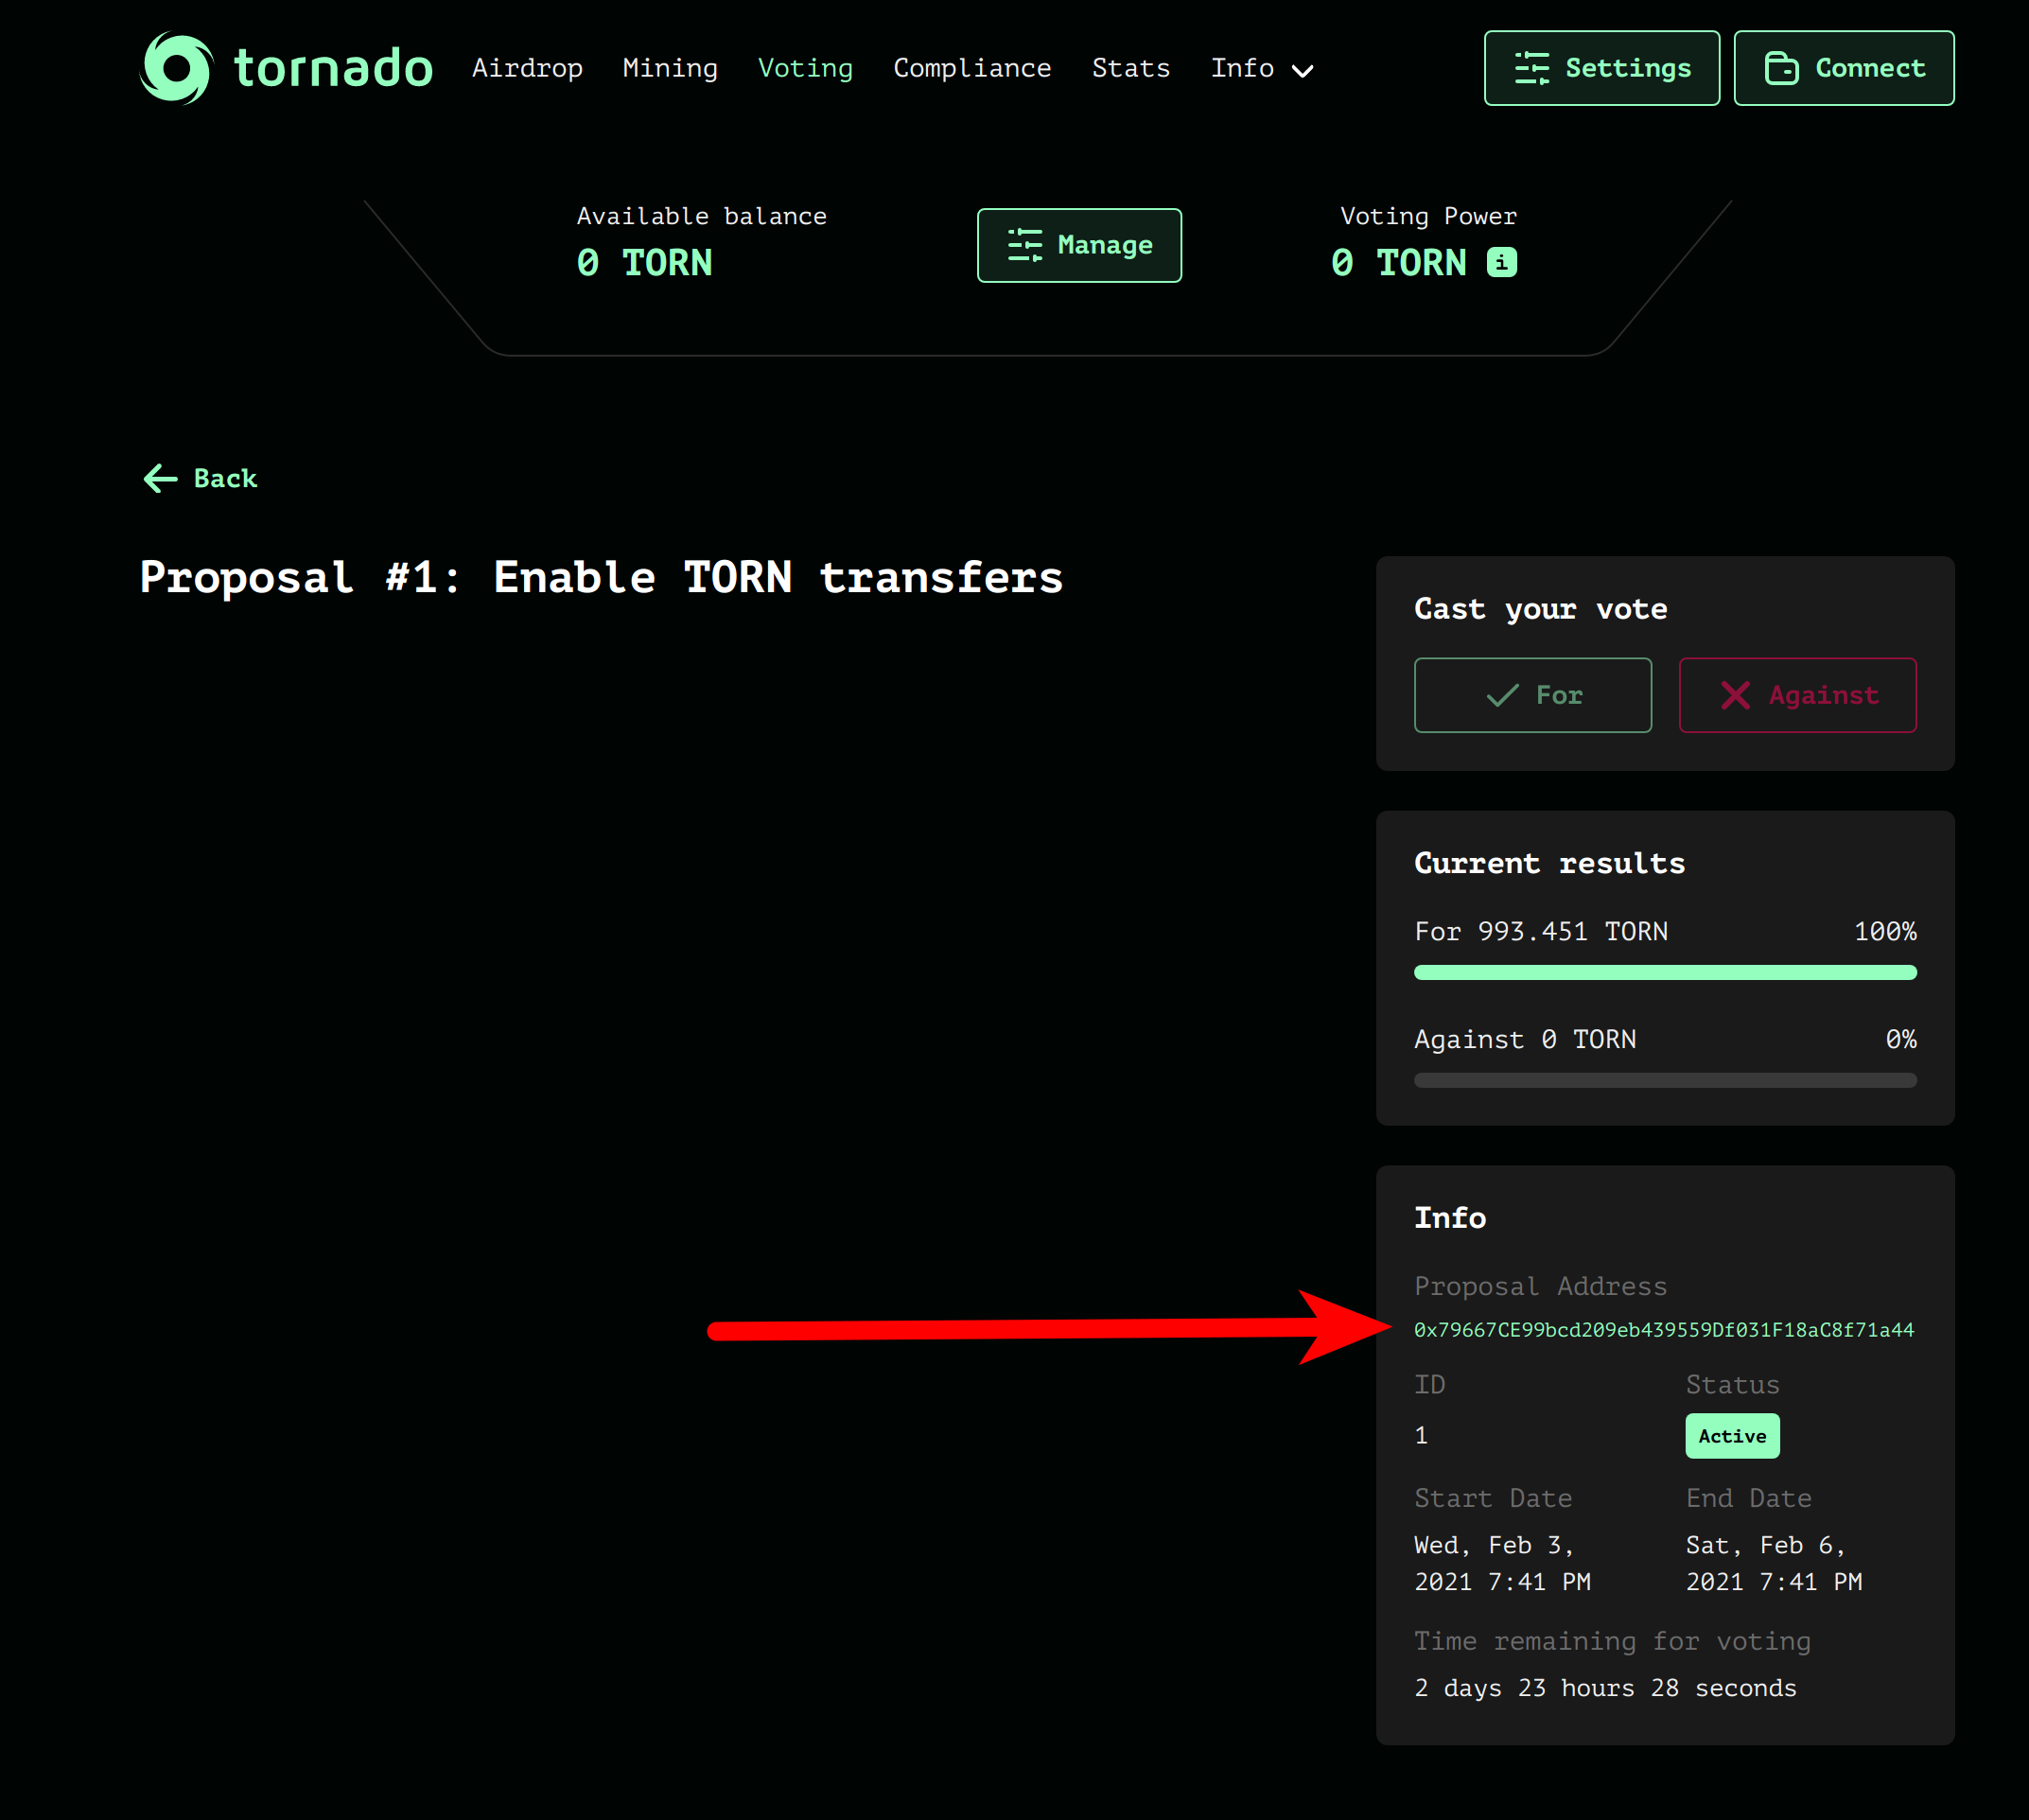 tornado Airdrop Mining Voting Compliance Stats Info Settings Connect
Available balance
0 TORN
Manage
Voting Power
0 TORN i
Back
Proposal #1: Enable TORN transfers
Cast your vote
For Against
Current results
For 993.451 TORN 100%
Against 0 TORN 0%
Info
Proposal Address
0x79667CE99bcd209eb439559Df031F18aC8f71a44
ID Status
1 Active
Start Date End Date
Wed, Feb 3, Sat, Feb 6,
2021 7:41 PM 2021 7:41 PM
Time remaining for voting
2 days 23 hours 28 seconds